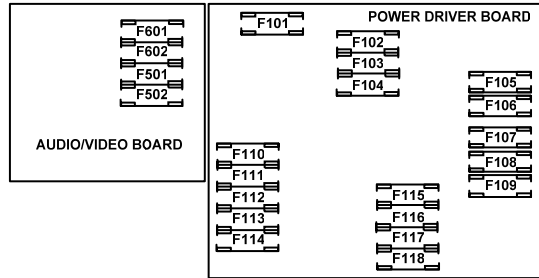 F601
F602
F501
F502
AUDIO/VIDEO BOARD
POWER DRIVER BOARD
F101
F102
F103
F104
F105
F106
F107
F108
F109
F110
F111
F112
F113
F114
F115
F116
F117
F118